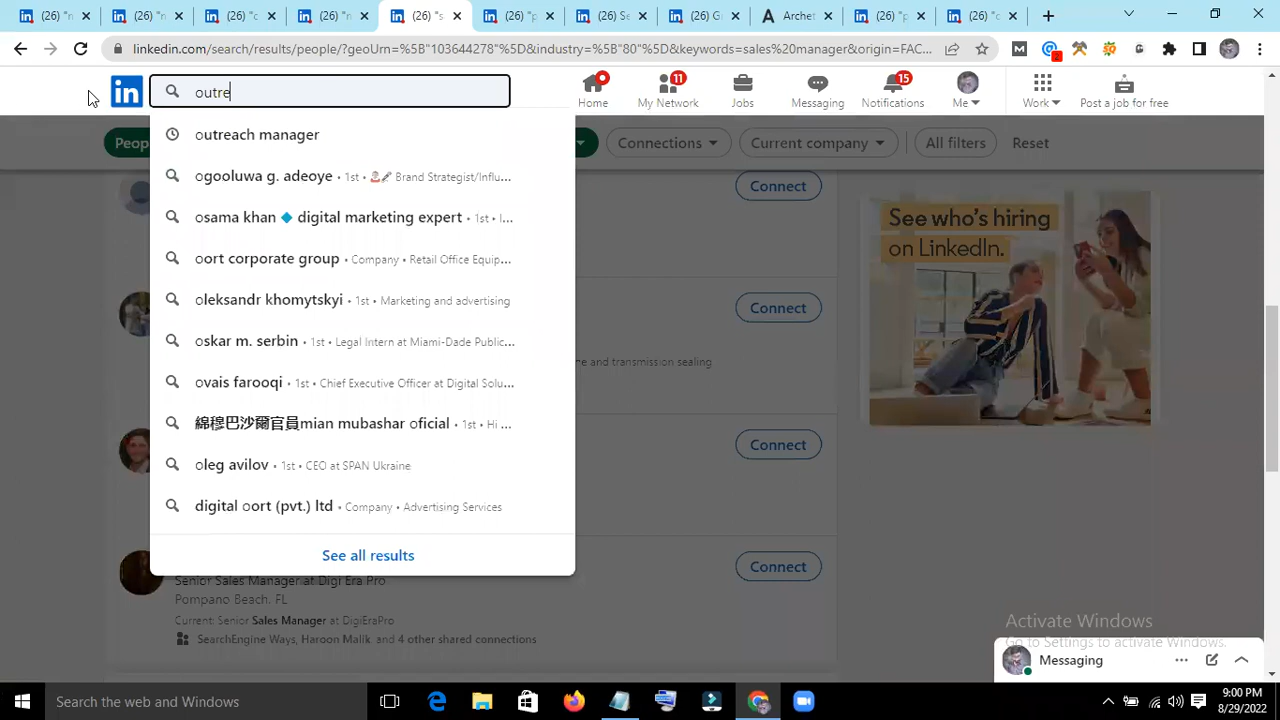 (26) "n
(26) "
(26) "c
(26) "n
(26) "s
(26) "p
(26) Se
(26) Gi
Archet
(26) "p
(26) "c
linkedin.com/search/results/people/?geoUrn=%5B"103644278"%5D&industry=%5B"80"%5D&keywords=sales%20manager&origin=FAC...
2
in
outre
Home
11
My Network
Jobs
Messaging
15
Notifications
Me
Work
Post a job for free
Peop
Connections
Current company
All filters
Reset
outreach manager
ogooluwa g. adeoye • 1st • Brand Strategist/Influ...
osama khan 🔷 digital marketing expert • 1st • I...
oort corporate group • Company • Retail Office Equip...
oleksandr khomytskyi • 1st • Marketing and advertising
oskar m. serbin • 1st • Legal Intern at Miami-Dade Public...
ovais farooqi • 1st • Chief Executive Officer at Digital Solu...
綿穆巴沙爾官員mian mubashar oficial • 1st • Hi ...
oleg avilov • 1st • CEO at SPAN Ukraine
digital oort (pvt.) ltd • Company • Advertising Services
See all results
Connect
Connect
ne and transmission sealing
Connect
Connect
Senior Sales Manager at Digi Era Pro
Pompano Beach, FL
Current: Senior Sales Manager at DigiEraPro
SearchEngine Ways, Haroon Malik, and 4 other shared connections
See who's hiring
on LinkedIn.
Activate Windows
Go to Settings to activate Windows.
Messaging
Search the web and Windows
9:00 PM
8/29/2022